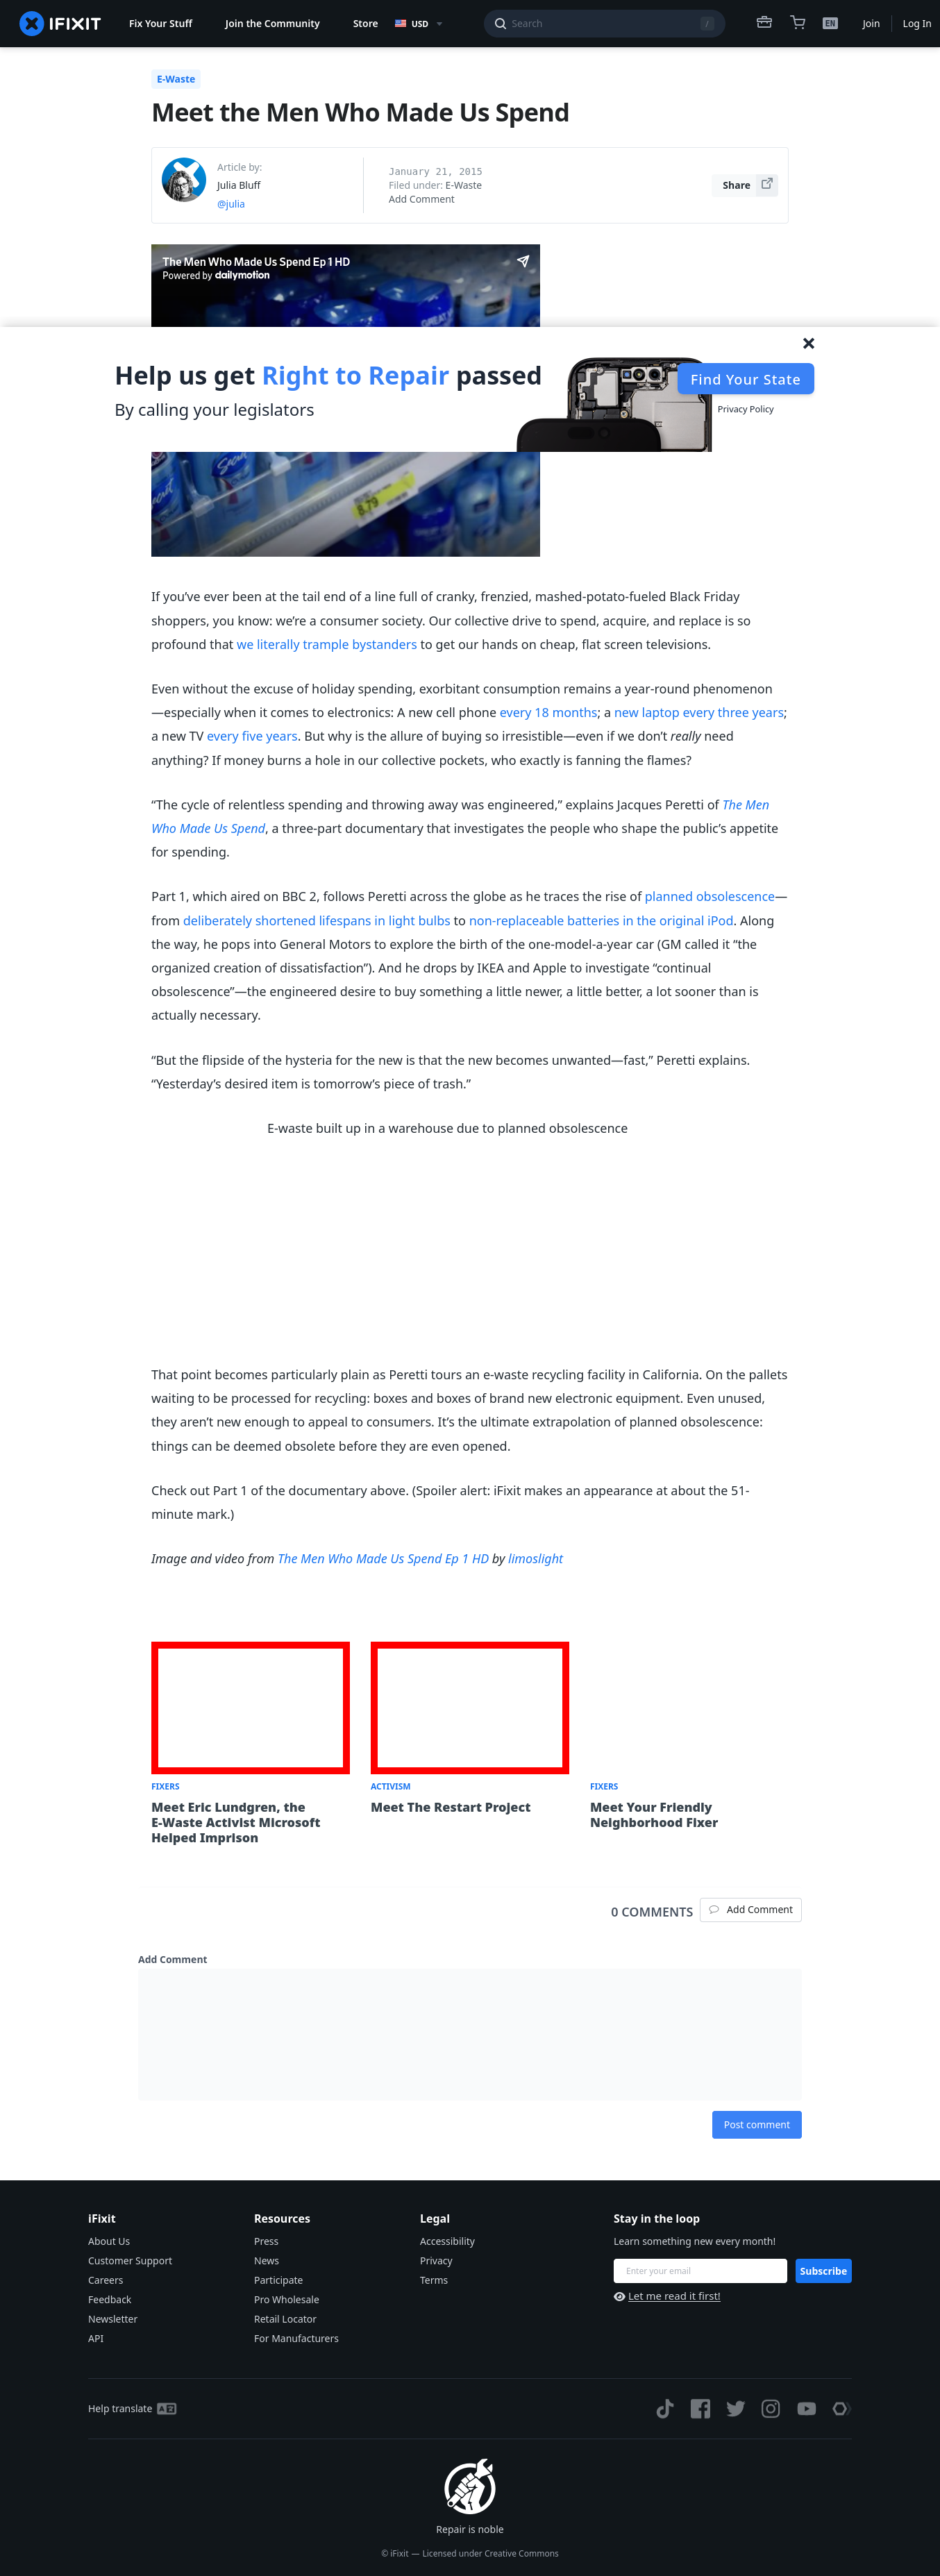 IFIXIT
Fix Your Stuff
Join the Community
Store
USD
Search
/
EN
Join
Log In
E-Waste
Meet the Men Who Made Us Spend
Article by:
Julia Bluff
@julia
January 21, 2015
Filed under: E-Waste
Add Comment
Share
The Men Who Made Us Spend Ep 1 HD
Powered by dailymotion
Help us get Right to Repair passed
By calling your legislators
Find Your State
Privacy Policy
8.79
If you’ve ever been at the tail end of a line full of cranky, frenzied, mashed-potato-fueled Black Friday
shoppers, you know: we’re a consumer society. Our collective drive to spend, acquire, and replace is so
profound that we literally trample bystanders to get our hands on cheap, flat screen televisions.
Even without the excuse of holiday spending, exorbitant consumption remains a year-round phenomenon
—especially when it comes to electronics: A new cell phone every 18 months; a new laptop every three years;
a new TV every five years. But why is the allure of buying so irresistible—even if we don’t really need
anything? If money burns a hole in our collective pockets, who exactly is fanning the flames?
“The cycle of relentless spending and throwing away was engineered,” explains Jacques Peretti of The Men
Who Made Us Spend, a three-part documentary that investigates the people who shape the public’s appetite
for spending.
Part 1, which aired on BBC 2, follows Peretti across the globe as he traces the rise of planned obsolescence—
from deliberately shortened lifespans in light bulbs to non-replaceable batteries in the original iPod. Along
the way, he pops into General Motors to explore the birth of the one-model-a-year car (GM called it “the
organized creation of dissatisfaction”). And he drops by IKEA and Apple to investigate “continual
obsolescence”—the engineered desire to buy something a little newer, a little better, a lot sooner than is
actually necessary.
“But the flipside of the hysteria for the new is that the new becomes unwanted—fast,” Peretti explains.
“Yesterday’s desired item is tomorrow’s piece of trash.”
E-waste built up in a warehouse due to planned obsolescence
That point becomes particularly plain as Peretti tours an e-waste recycling facility in California. On the pallets
waiting to be processed for recycling: boxes and boxes of brand new electronic equipment. Even unused,
they aren’t new enough to appeal to consumers. It’s the ultimate extrapolation of planned obsolescence:
things can be deemed obsolete before they are even opened.
Check out Part 1 of the documentary above. (Spoiler alert: iFixit makes an appearance at about the 51-
minute mark.)
Image and video from The Men Who Made Us Spend Ep 1 HD by limoslight
FIXERS
Meet Eric Lundgren, the
E-Waste Activist Microsoft
Helped Imprison
ACTIVISM
Meet The Restart Project
FIXERS
Meet Your Friendly
Neighborhood Fixer
0 COMMENTS
Add Comment
Add Comment
Post comment
iFixit
About Us
Customer Support
Careers
Feedback
Newsletter
API
Resources
Press
News
Participate
Pro Wholesale
Retail Locator
For Manufacturers
Legal
Accessibility
Privacy
Terms
Stay in the loop
Learn something new every month!
Enter your email
Subscribe
Let me read it first!
Help translate
Repair is noble
© iFixit — Licensed under Creative Commons